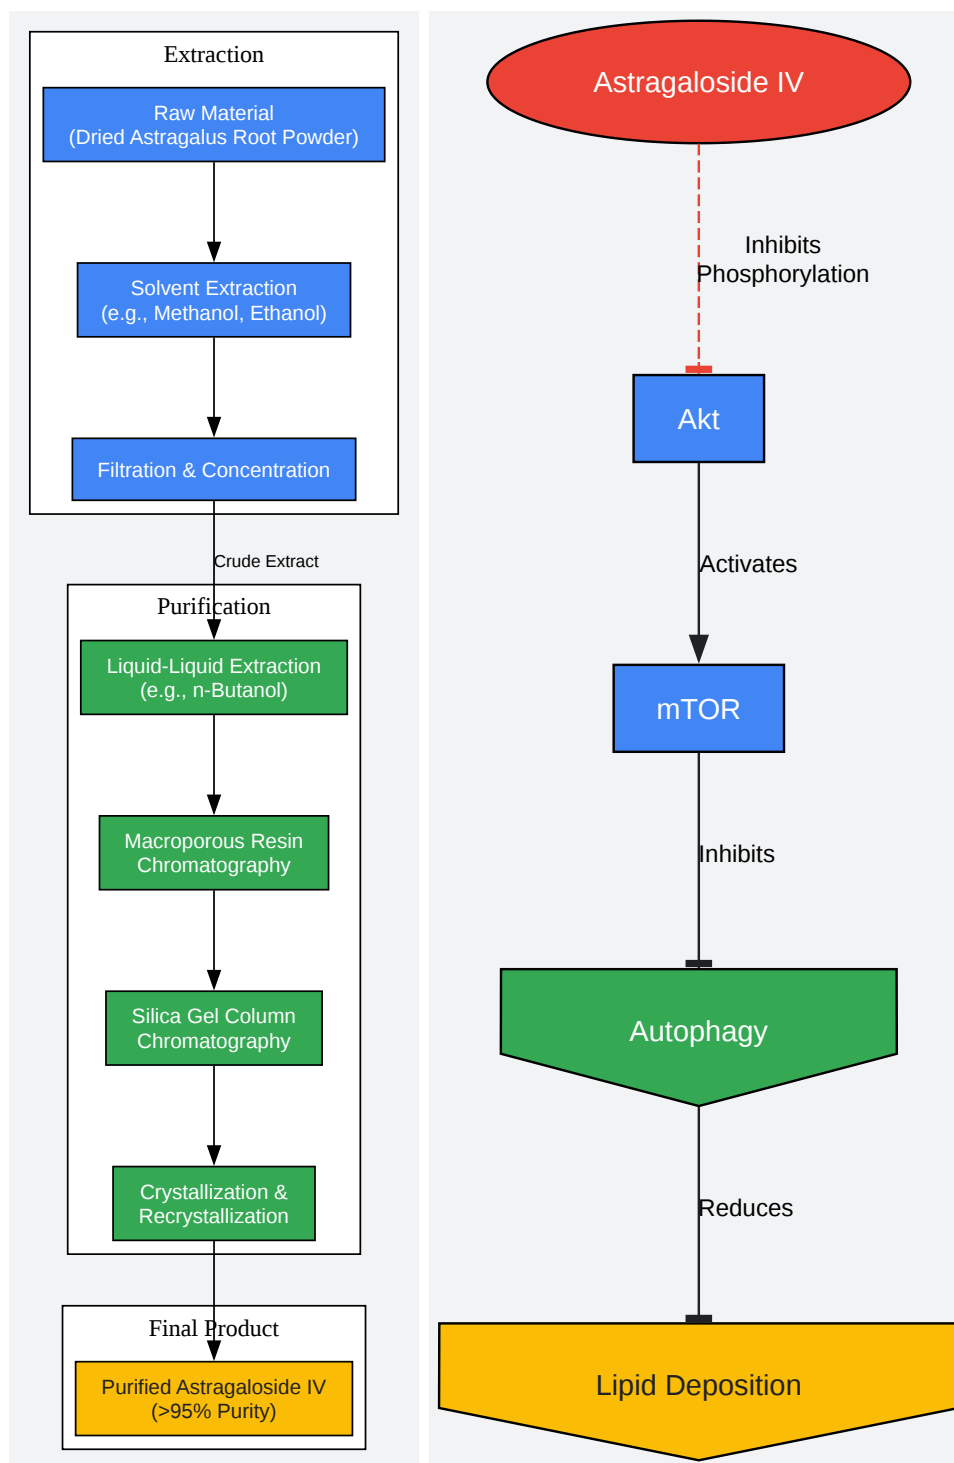 Extraction
Raw Material
(Dried Astragalus Root Powder)
Solvent Extraction
(e.g., Methanol, Ethanol)
Filtration & Concentration
Crude Extract
Purification
Liquid-Liquid Extraction
(e.g., n-Butanol)
Macroporous Resin
Chromatography
Silica Gel Column
Chromatography
Crystallization &
Recrystallization
Final Product
Purified Astragaloside IV
(>95% Purity)
Astragaloside IV
Inhibits
Phosphorylation
Akt
Activates
mTOR
Inhibits
Autophagy
Reduces
Lipid Deposition